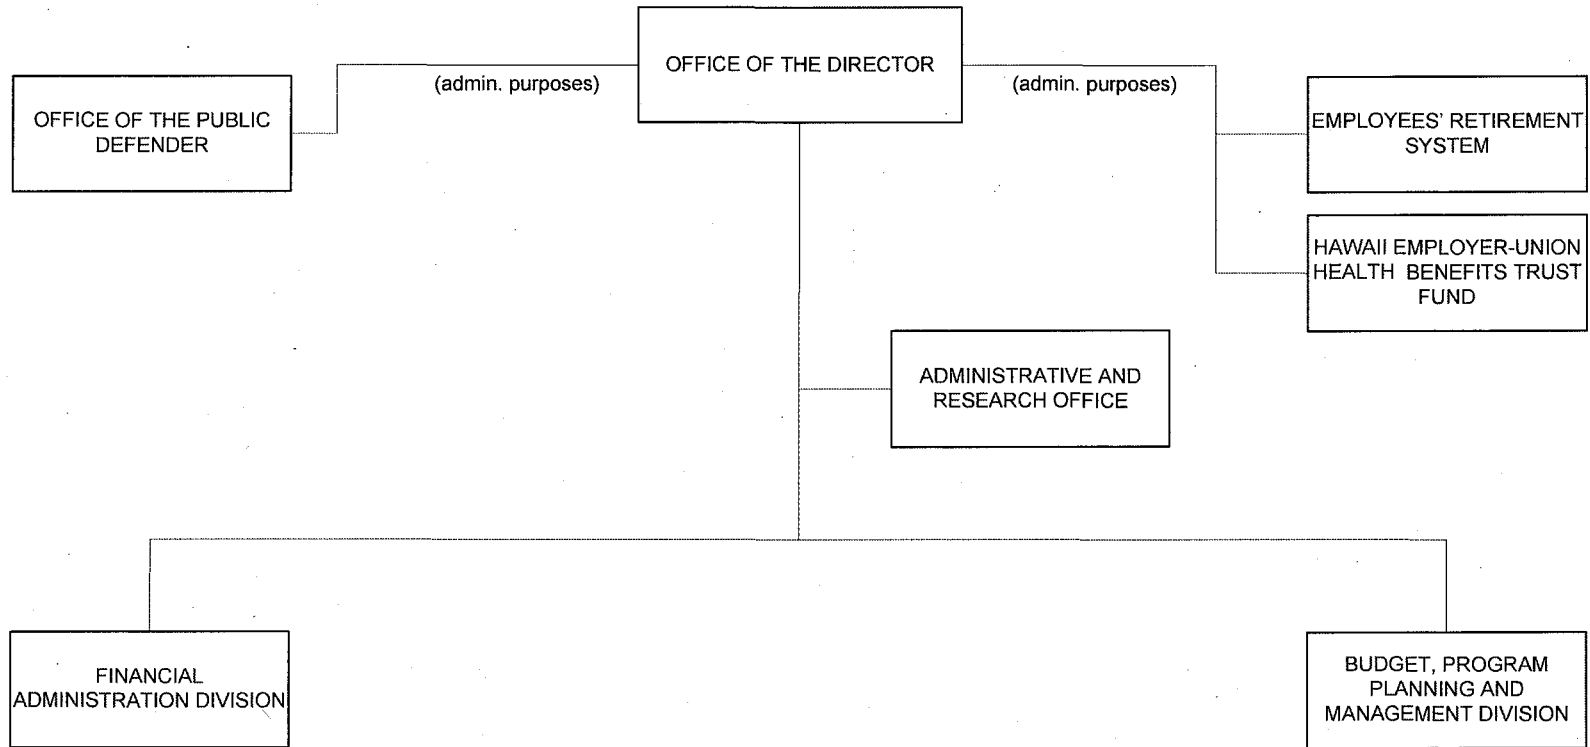 OFFICE OF THE DIRECTOR
(admin. purposes)
(admin. purposes)
OFFICE OF THE PUBLIC
DEFENDER
EMPLOYEES' RETIREMENT
SYSTEM
HAWAII EMPLOYER-UNION
HEALTH BENEFITS TRUST
FUND
ADMINISTRATIVE AND
RESEARCH OFFICE
FINANCIAL
ADMINISTRATION DIVISION
BUDGET, PROGRAM
PLANNING AND
MANAGEMENT DIVISION